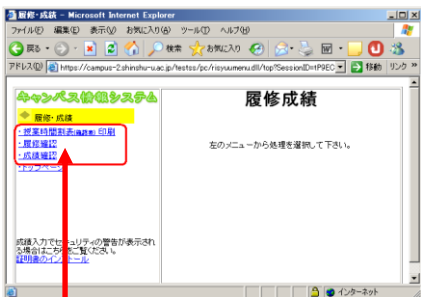 履修・成績 - Microsoft Internet Explorer
ファイル(F) 編集(E) 表示(V) お気に入り(A) ツール(T) ヘルプ(H)
戻る 検索 お気に入り
アドレス(D) https://campus-2.shinshu-u.ac.jp/testss/pc/risyuumenu.dll/top?SessionID=tP9EC 移動 リンク »
キャンパス情報システム
履修・成績
・授業時間割表(確認用) 印刷
・履修確認
・成績確認
・トップページ
履修成績
左のメニューから処理を選択して下さい。
成績入力でセキュリティの警告が表示され
る場合はこちらをご覧ください。
証明書のインストール
インターネット